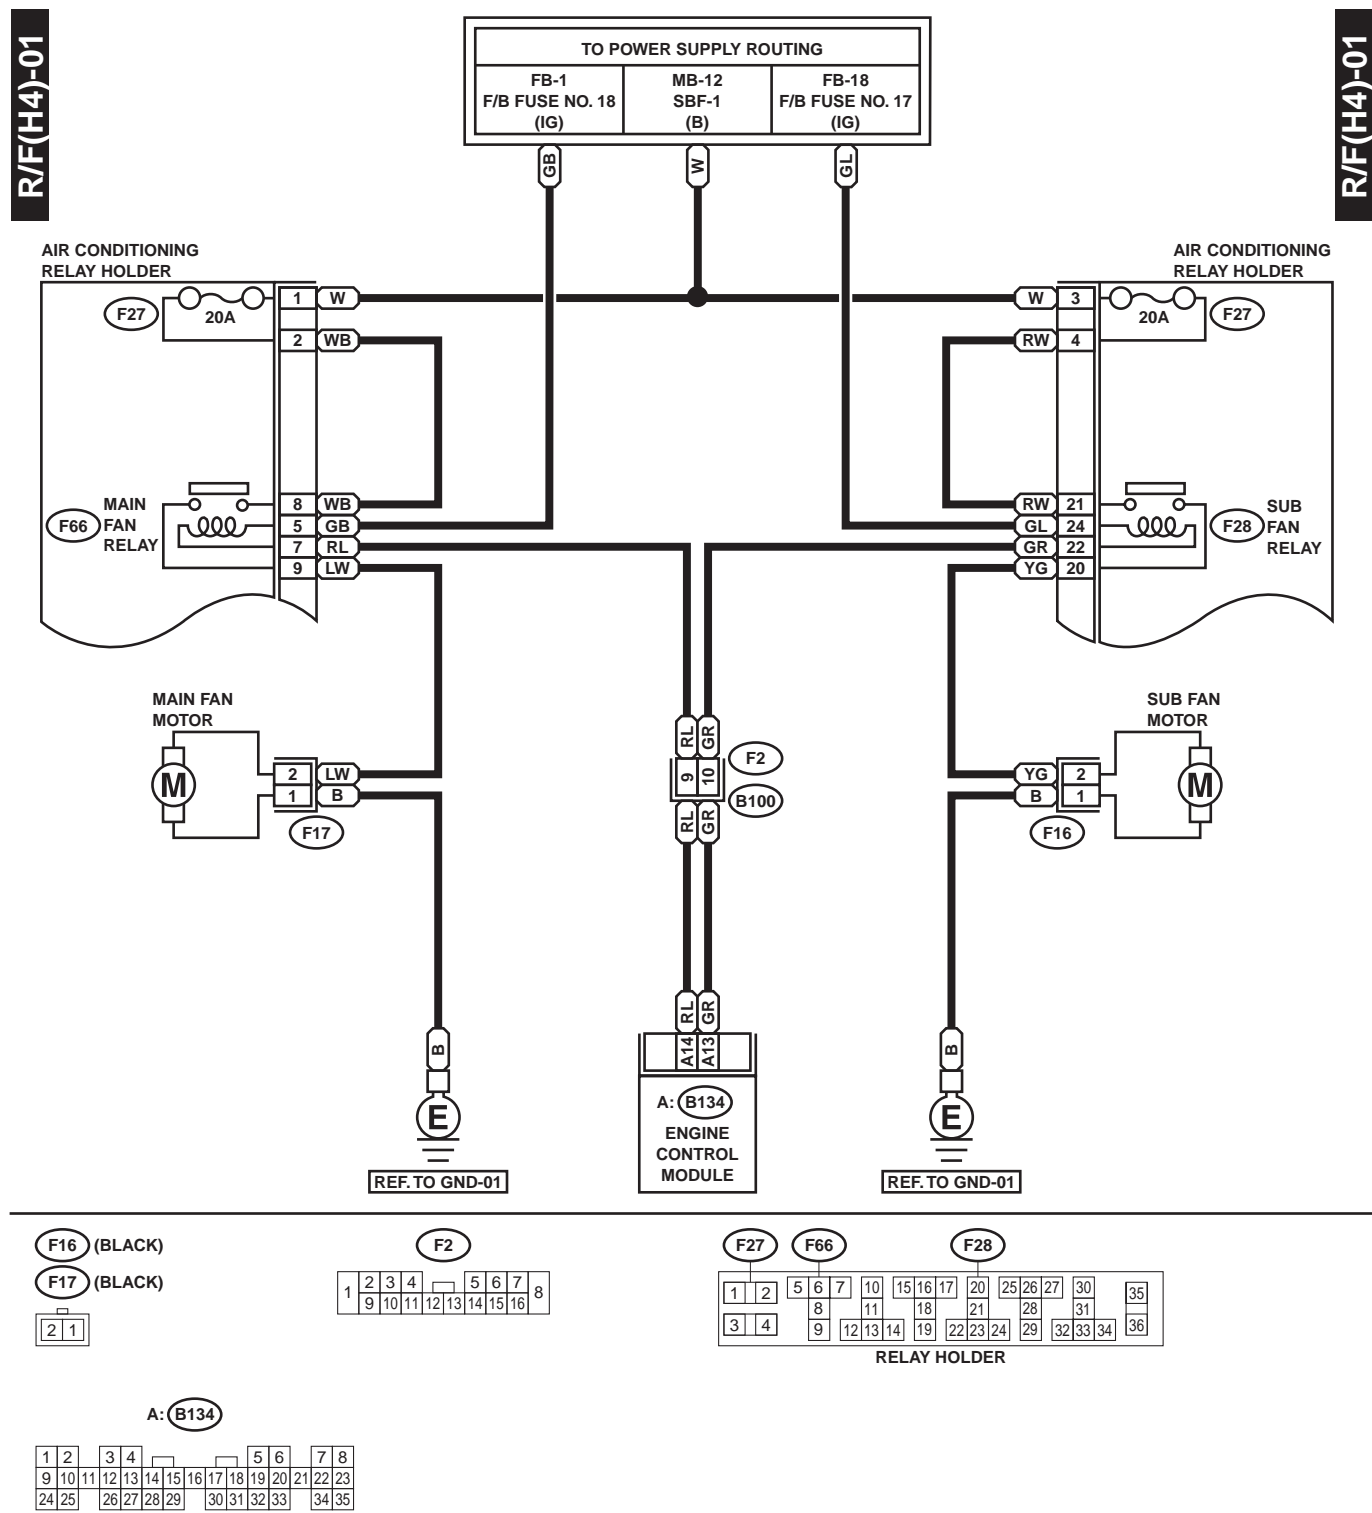 R/F(H4)-01
R/F(H4)-01
TO POWER SUPPLY ROUTING
FB-1
F/B FUSE NO. 18
(IG)
MB-12
SBF-1
(B)
FB-18
F/B FUSE NO. 17
(IG)
GB
W
GL
AIR CONDITIONING
RELAY HOLDER
AIR CONDITIONING
RELAY HOLDER
F27
20A
1 W
2 WB
W 3
RW 4
20A
F27
F66
MAIN
FAN
RELAY
8 WB
5 GB
7 RL
9 LW
RW 21
GL 24
GR 22
YG 20
F28
SUB
FAN
RELAY
MAIN FAN
MOTOR
M
2 LW
1 B
F17
RL GR
9 10
F2
B100
RL GR
SUB FAN
MOTOR
YG 2
B 1
M
F16
RL GR
A14 A13
A: B134
ENGINE
CONTROL
MODULE
B
E
REF. TO GND-01
B
E
REF. TO GND-01
F16 (BLACK)
F17 (BLACK)
2 1
F2
1 2 3 4 5 6 7 8
9 10 11 12 13 14 15 16
F27 F66 F28
1 2 5 6 7 10 15 16 17 20 25 26 27 30 35
8 11 18 21 28 31
3 4 9 12 13 14 19 22 23 24 29 32 33 34 36
RELAY HOLDER
A: B134
1 2 3 4 5 6 7 8
9 10 11 12 13 14 15 16 17 18 19 20 21 22 23
24 25 26 27 28 29 30 31 32 33 34 35